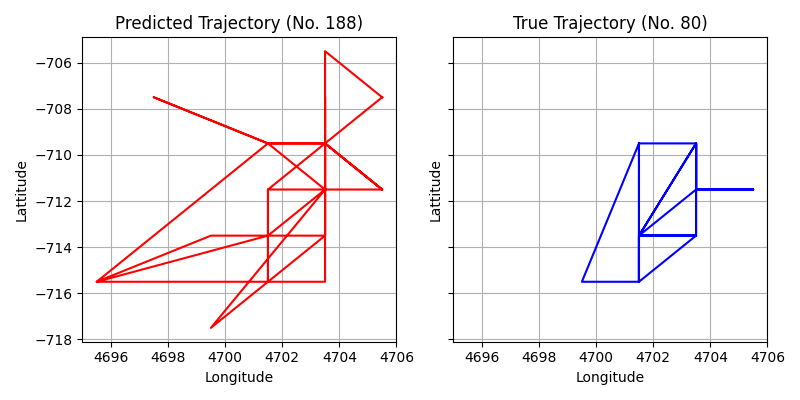 Predicted Trajectory (No. 188)
True Trajectory (No. 80)
−706
−708
−710
−712
−714
−716
−718
Lattitude
Lattitude
4696 4698 4700 4702 4704 4706
4696 4698 4700 4702 4704 4706
Longitude
Longitude